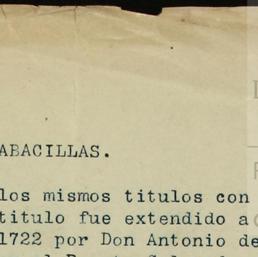 ABACILLAS.
los mismos titulos con
titulo fue extendido a
1722 por Don Antonio de